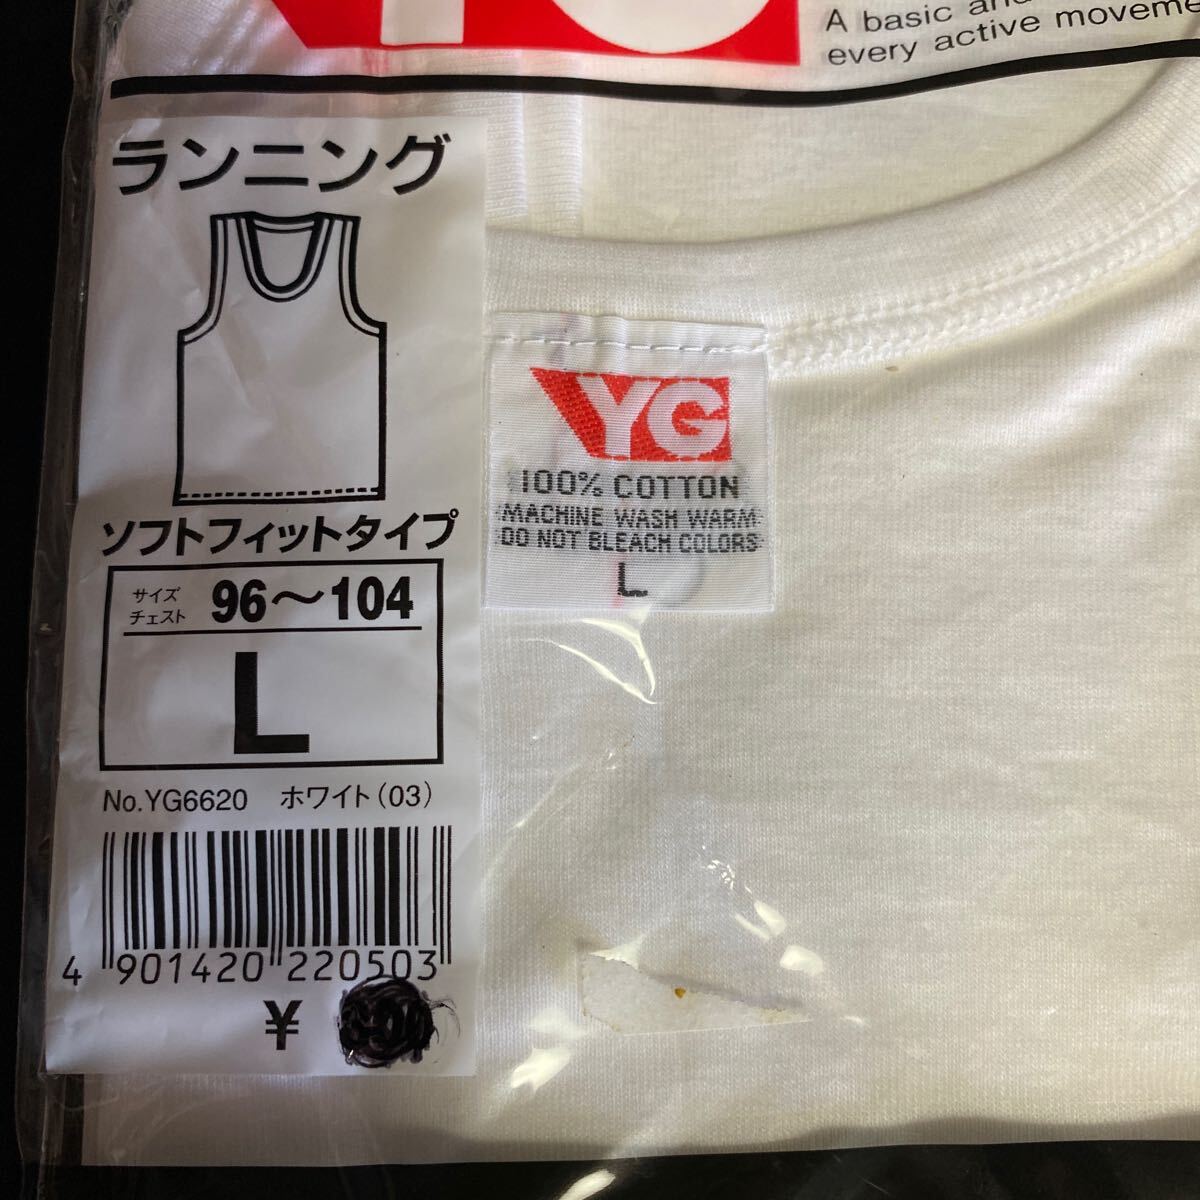 YG
A basic and
every active moveme
ランニング
ソフトフィットタイプ
サイズ
チェスト 96～104
L
No.YG6620 ホワイト(03)
4 901420 220503
¥
YG
100% COTTON
MACHINE WASH WARM
DO NOT BLEACH COLORS
L